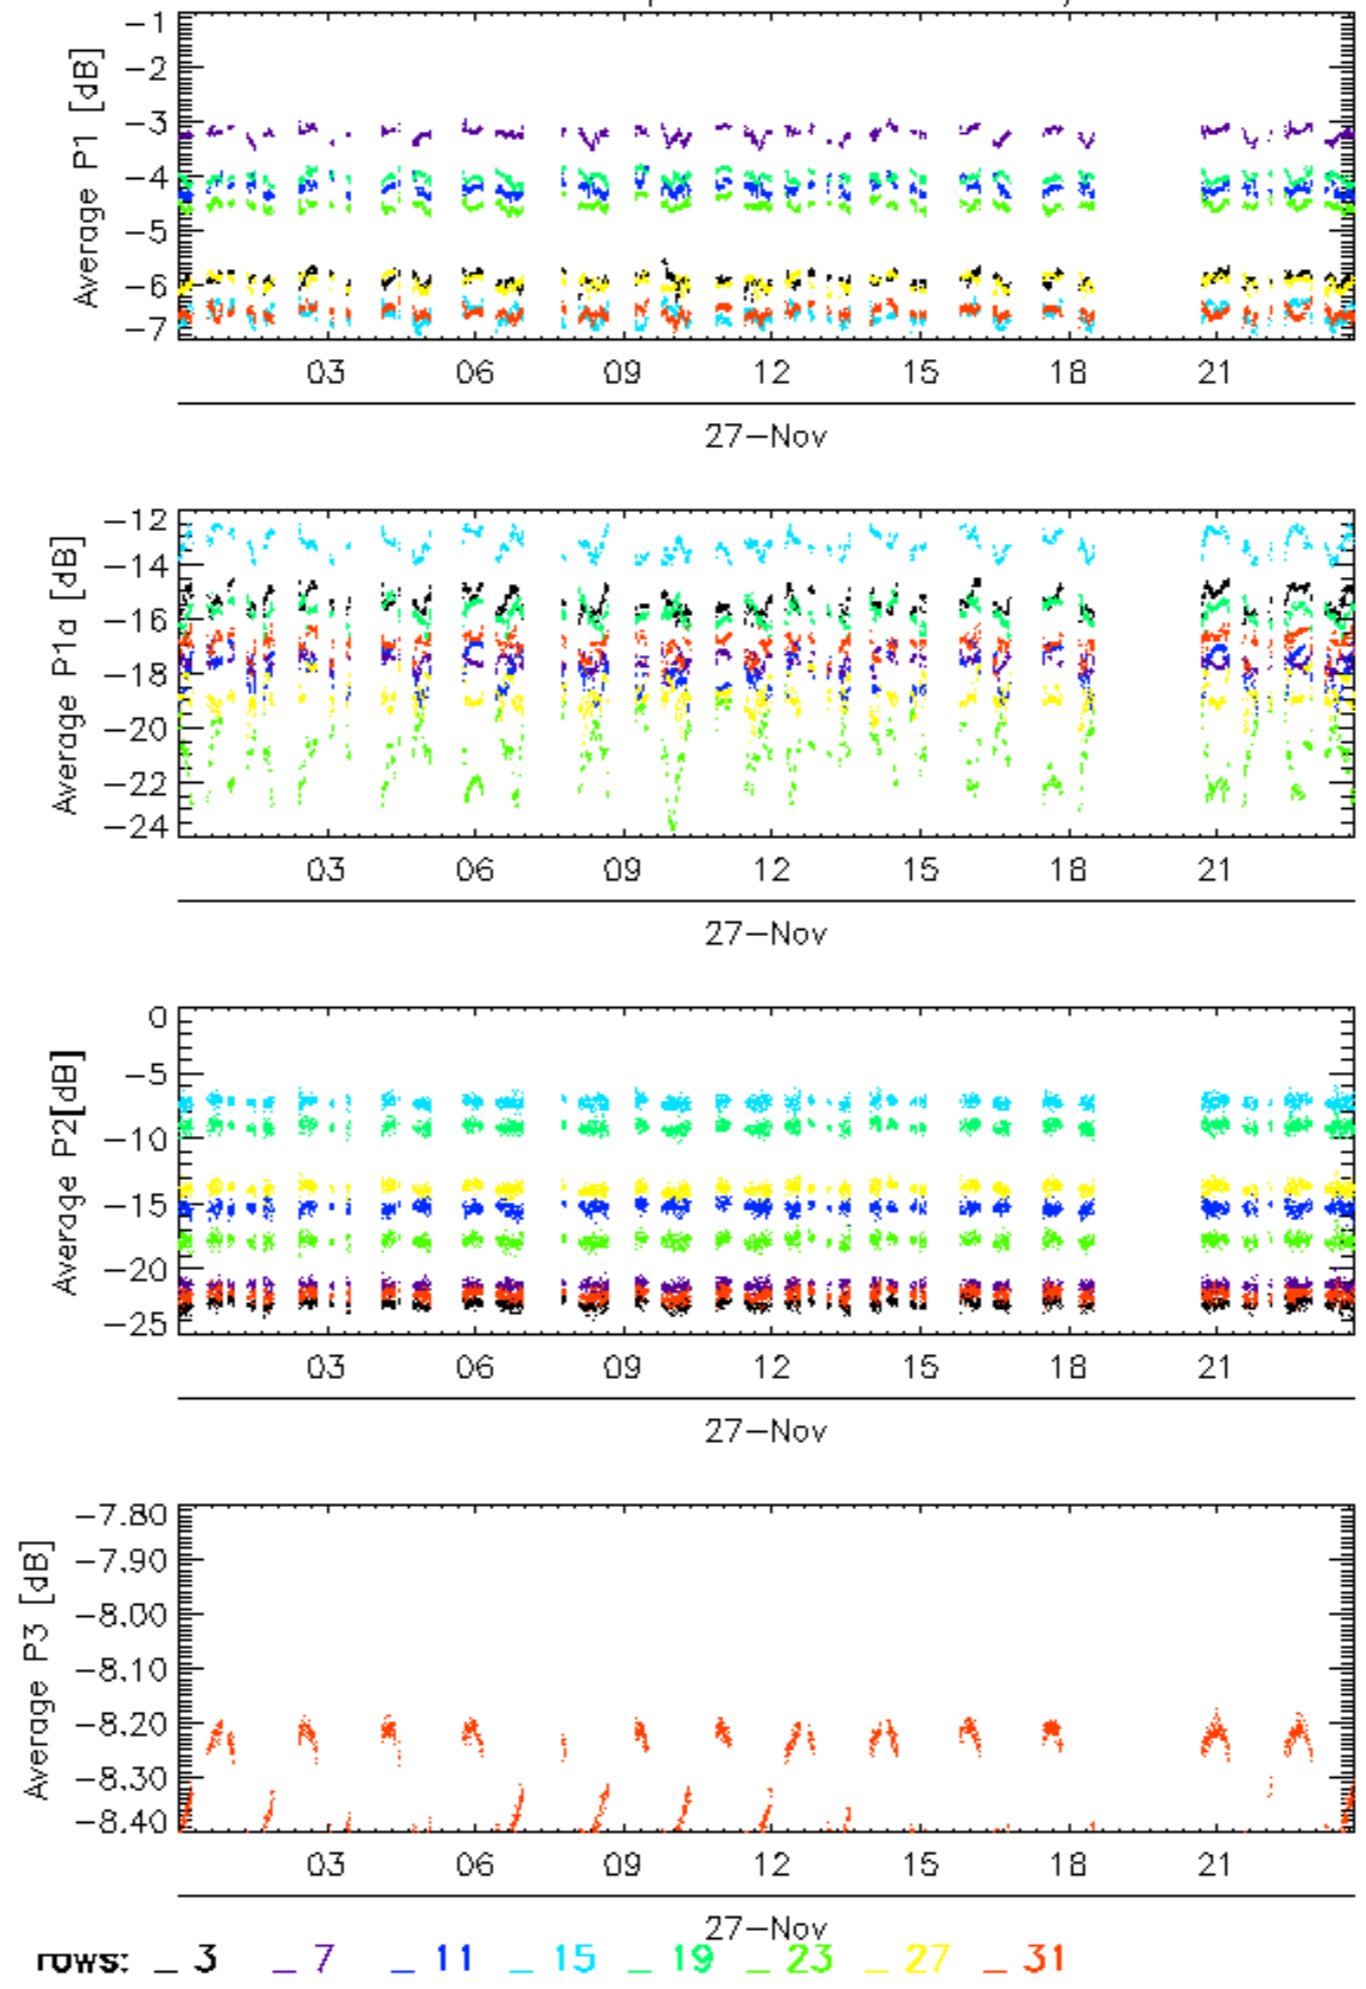 Average P1 [dB]
−1
−2
−3
−4
−5
−6
−7
03 06 09 12 15 18 21
27−Nov
Average P1a [dB]
−12
−14
−16
−18
−20
−22
−24
03 06 09 12 15 18 21
27−Nov
Average P2[dB]
0
−5
−10
−15
−20
−25
03 06 09 12 15 18 21
27−Nov
Average P3 [dB]
−7.80
−7.90
−8.00
−8.10
−8.20
−8.30
−8.40
03 06 09 12 15 18 21
27−Nov
rows: _ 3 _ 7 _ 11 _ 15 _ 19 _ 23 _ 27 _ 31